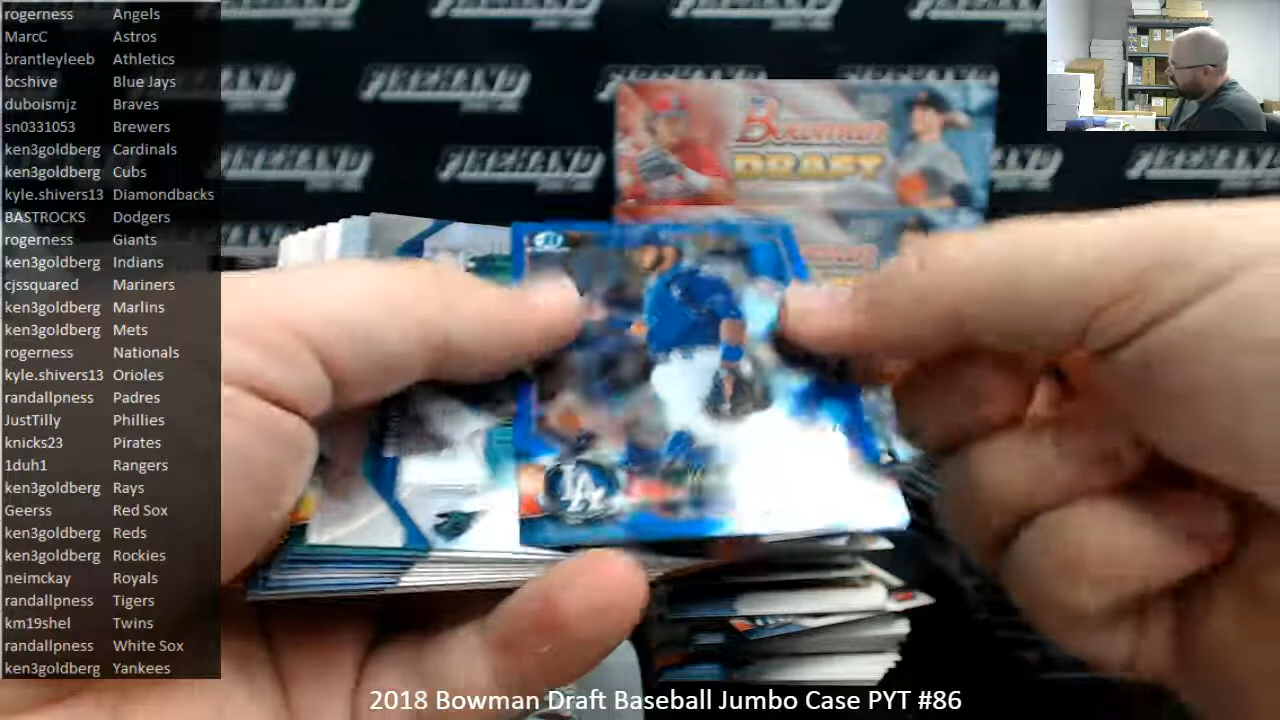 rogerness Angels
MarcC Astros
brantleyleeb Athletics
bcshive Blue Jays
duboismjz Braves
sn0331053 Brewers
ken3goldberg Cardinals
ken3goldberg Cubs
kyle.shivers13 Diamondbacks
BASTROCKS Dodgers
rogerness Giants
ken3goldberg Indians
cjssquared Mariners
ken3goldberg Marlins
ken3goldberg Mets
rogerness Nationals
kyle.shivers13 Orioles
randallpness Padres
JustTilly Phillies
knicks23 Pirates
1duh1 Rangers
ken3goldberg Rays
Geerss Red Sox
ken3goldberg Reds
ken3goldberg Rockies
neimckay Royals
randallpness Tigers
km19shel Twins
randallpness White Sox
ken3goldberg Yankees
FIREHAND
FIREHAND
FIREHAND
FIREHAND
Bowman
DRAFT
LA
2018 Bowman Draft Baseball Jumbo Case PYT #86